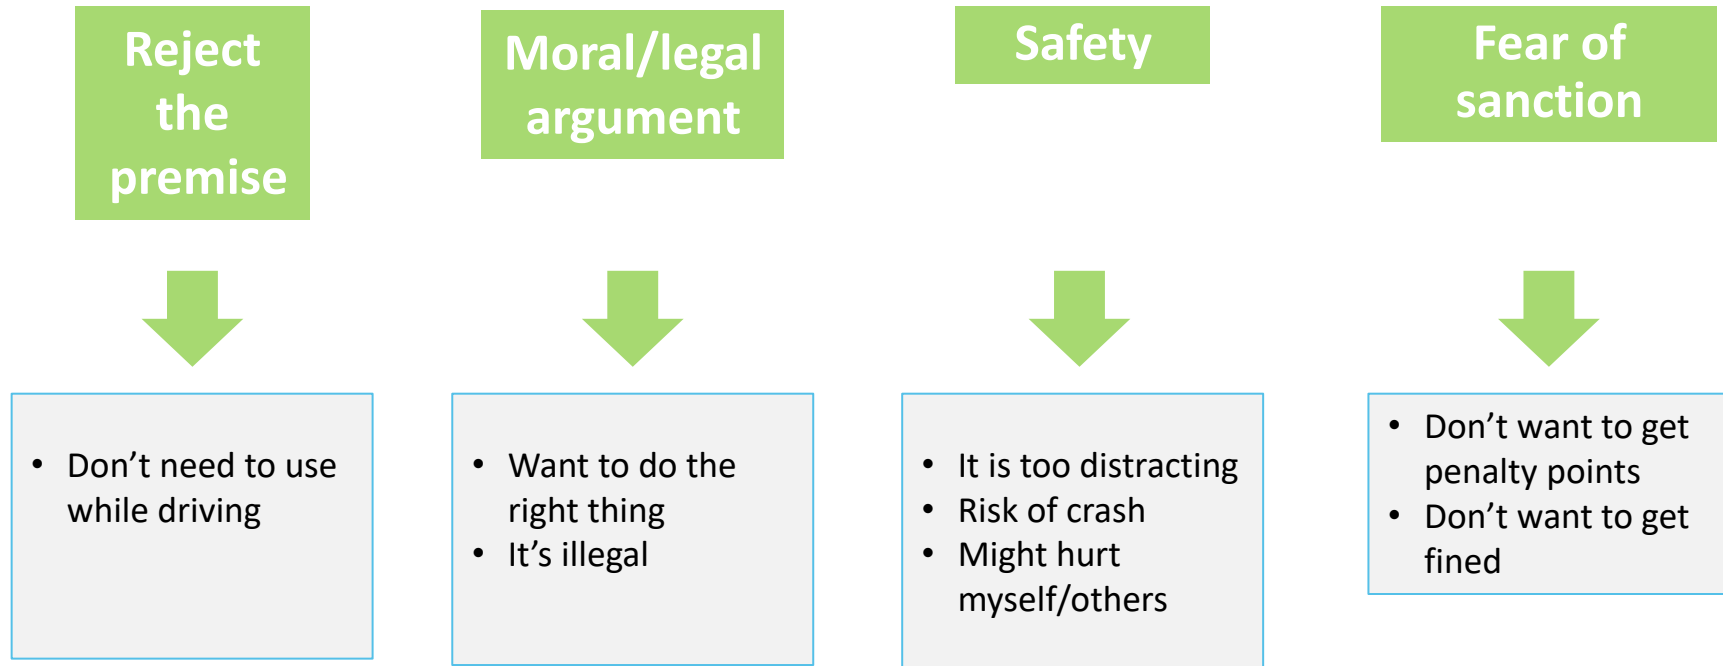 Reject
the
premise
Moral/legal
argument
Safety
Fear of
sanction
• Don’t need to use
while driving
• Want to do the
right thing
• It’s illegal
• It is too distracting
• Risk of crash
• Might hurt
myself/others
• Don’t want to get
penalty points
• Don’t want to get
fined